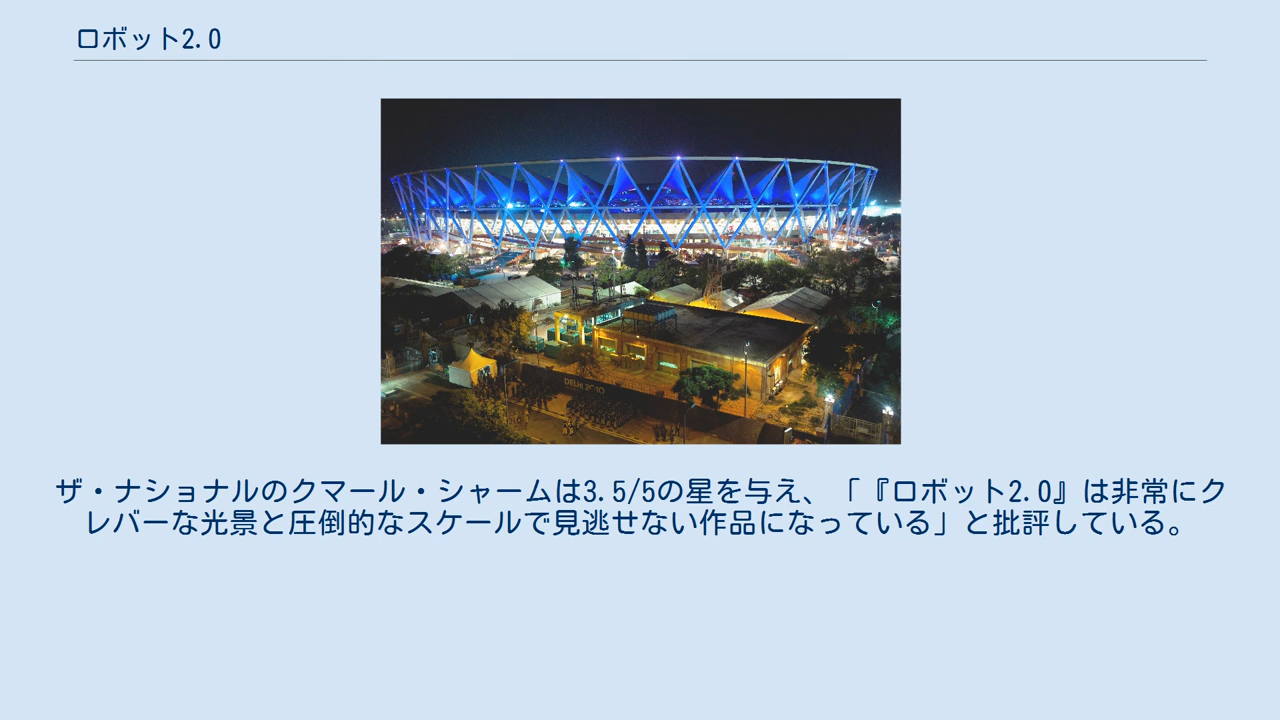 ロボット2.0
DELHI 2010
ザ・ナショナルのクマール・シャームは3.5/5の星を与え、「『ロボット2.0』は非常にク
レバーな光景と圧倒的なスケールで見逃せない作品になっている」と批評している。